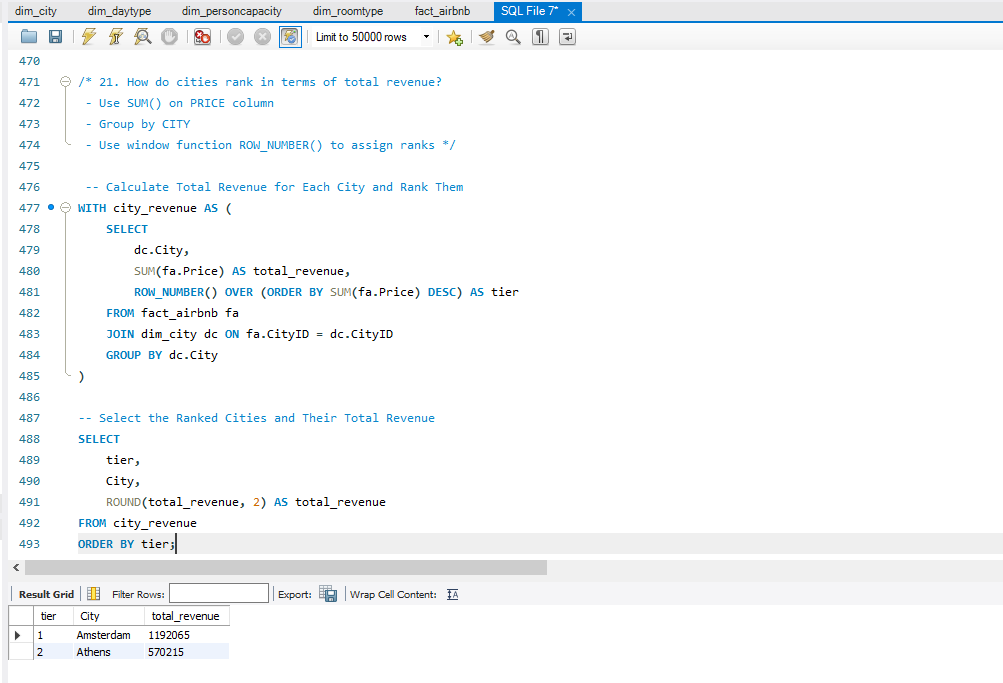 dim_city dim_daytype dim_personcapacity dim_roomtype fact_airbnb SQL File 7*
Limit to 50000 rows
470
471 /* 21. How do cities rank in terms of total revenue?
472 - Use SUM() on PRICE column
473 - Group by CITY
474 - Use window function ROW_NUMBER() to assign ranks */
475
476 -- Calculate Total Revenue for Each City and Rank Them
477 WITH city_revenue AS (
478 SELECT
479 dc.City,
480 SUM(fa.Price) AS total_revenue,
481 ROW_NUMBER() OVER (ORDER BY SUM(fa.Price) DESC) AS tier
482 FROM fact_airbnb fa
483 JOIN dim_city dc ON fa.CityID = dc.CityID
484 GROUP BY dc.City
485 )
486
487 -- Select the Ranked Cities and Their Total Revenue
488 SELECT
489 tier,
490 City,
491 ROUND(total_revenue, 2) AS total_revenue
492 FROM city_revenue
493 ORDER BY tier;
Result Grid Filter Rows: Export: Wrap Cell Content:
tier City total_revenue
1 Amsterdam 1192065
2 Athens 570215